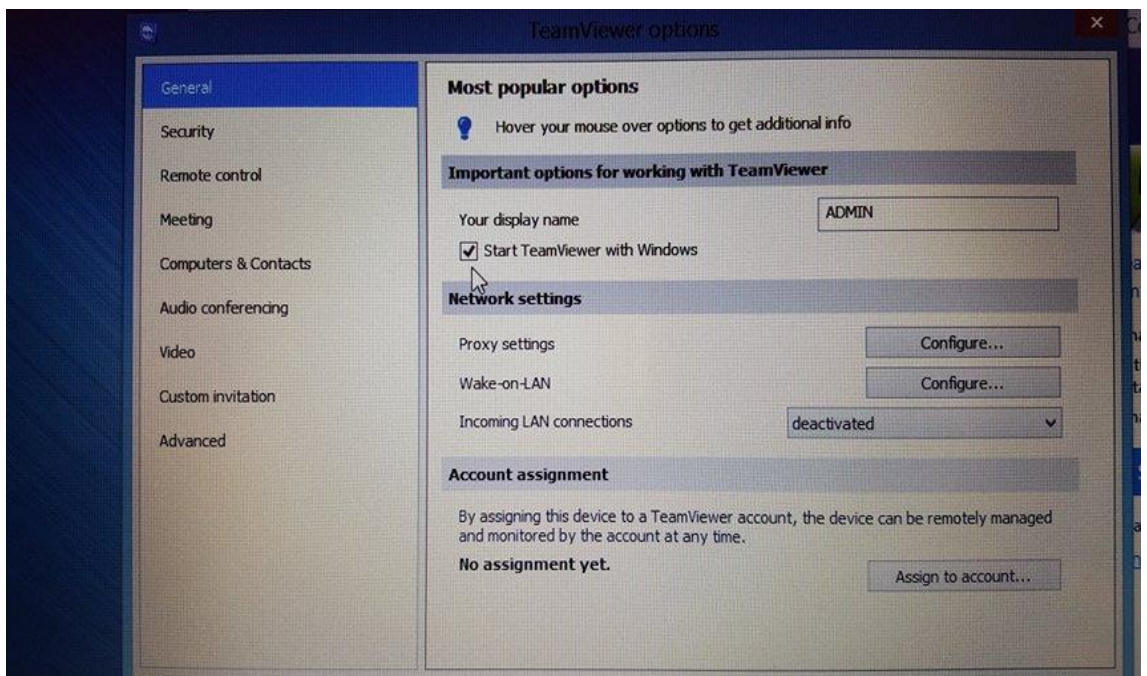 TeamViewer options
General
Security
Remote control
Meeting
Computers & Contacts
Audio conferencing
Video
Custom invitation
Advanced
Most popular options
Hover your mouse over options to get additional info
Important options for working with TeamViewer
Your display name
ADMIN
Start TeamViewer with Windows
Network settings
Proxy settings
Configure...
Wake-on-LAN
Configure...
Incoming LAN connections
deactivated
Account assignment
By assigning this device to a TeamViewer account, the device can be remotely managed
and monitored by the account at any time.
No assignment yet.
Assign to account...